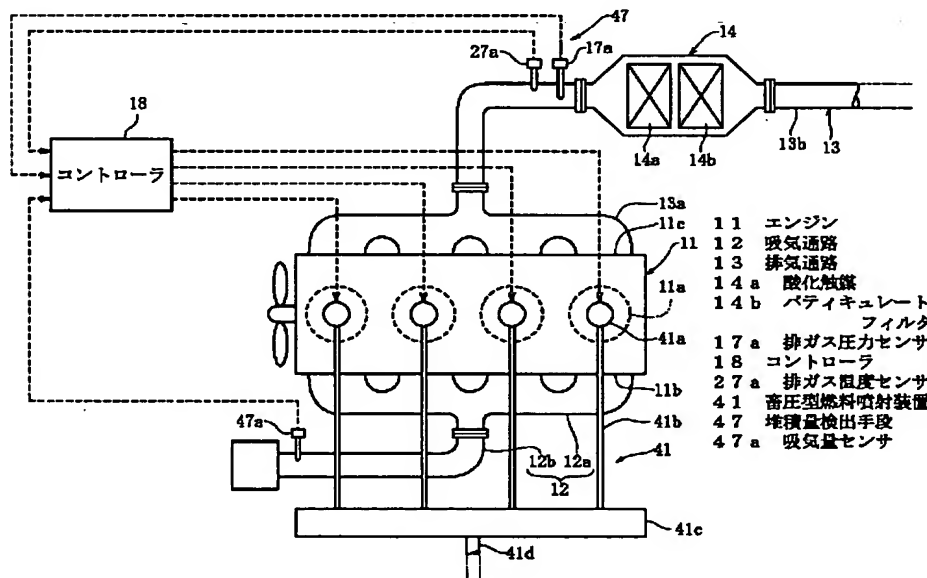 47
27a
17a
14
18
コントローラ
14a
14b
13b
13
13a
11c
11
11a
41a
11b
47a
41b
12b 12a
12
41
41c
41d
11 エンジン
12 吸気通路
13 排気通路
14a 酸化触媒
14b パティキュレート
フィルタ
17a 排ガス圧力センサ
18 コントローラ
27a 排ガス温度センサ
41 蓄圧型燃料噴射装置
47 堆積量検出手段
47a 吸気量センサ